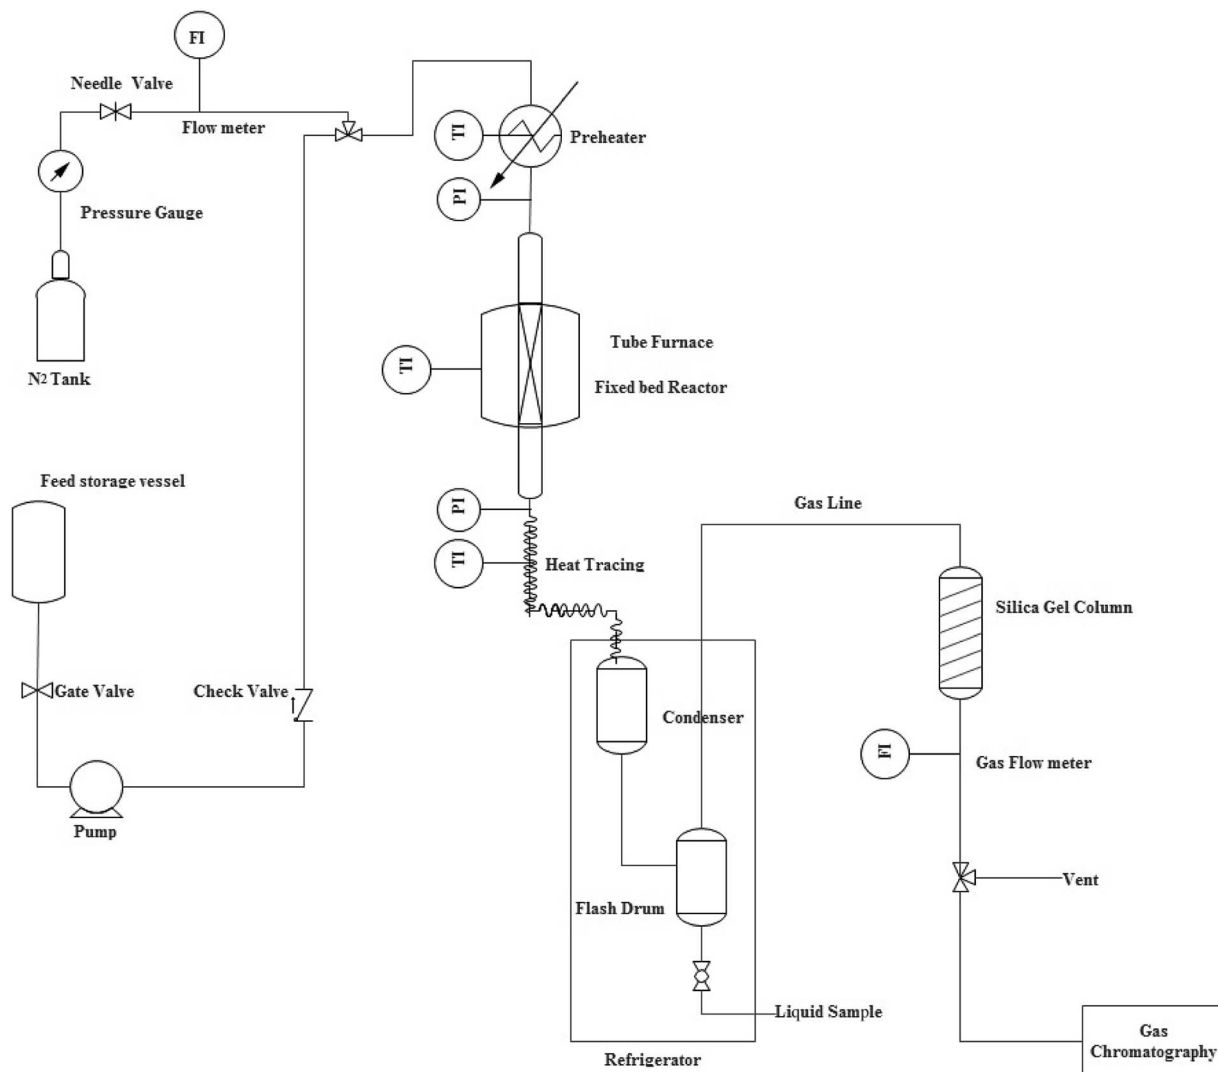 FI
Needle Valve
Flow meter
TI
Preheater
PI
Pressure Gauge
N2 Tank
TI
Tube Furnace
Fixed bed Reactor
Feed storage vessel
PI
Gas Line
TI
Heat Tracing
Silica Gel Column
Gate Valve
Check Valve
Condenser
FI
Gas Flow meter
Pump
Vent
Flash Drum
Liquid Sample
Refrigerator
Gas
Chromatography